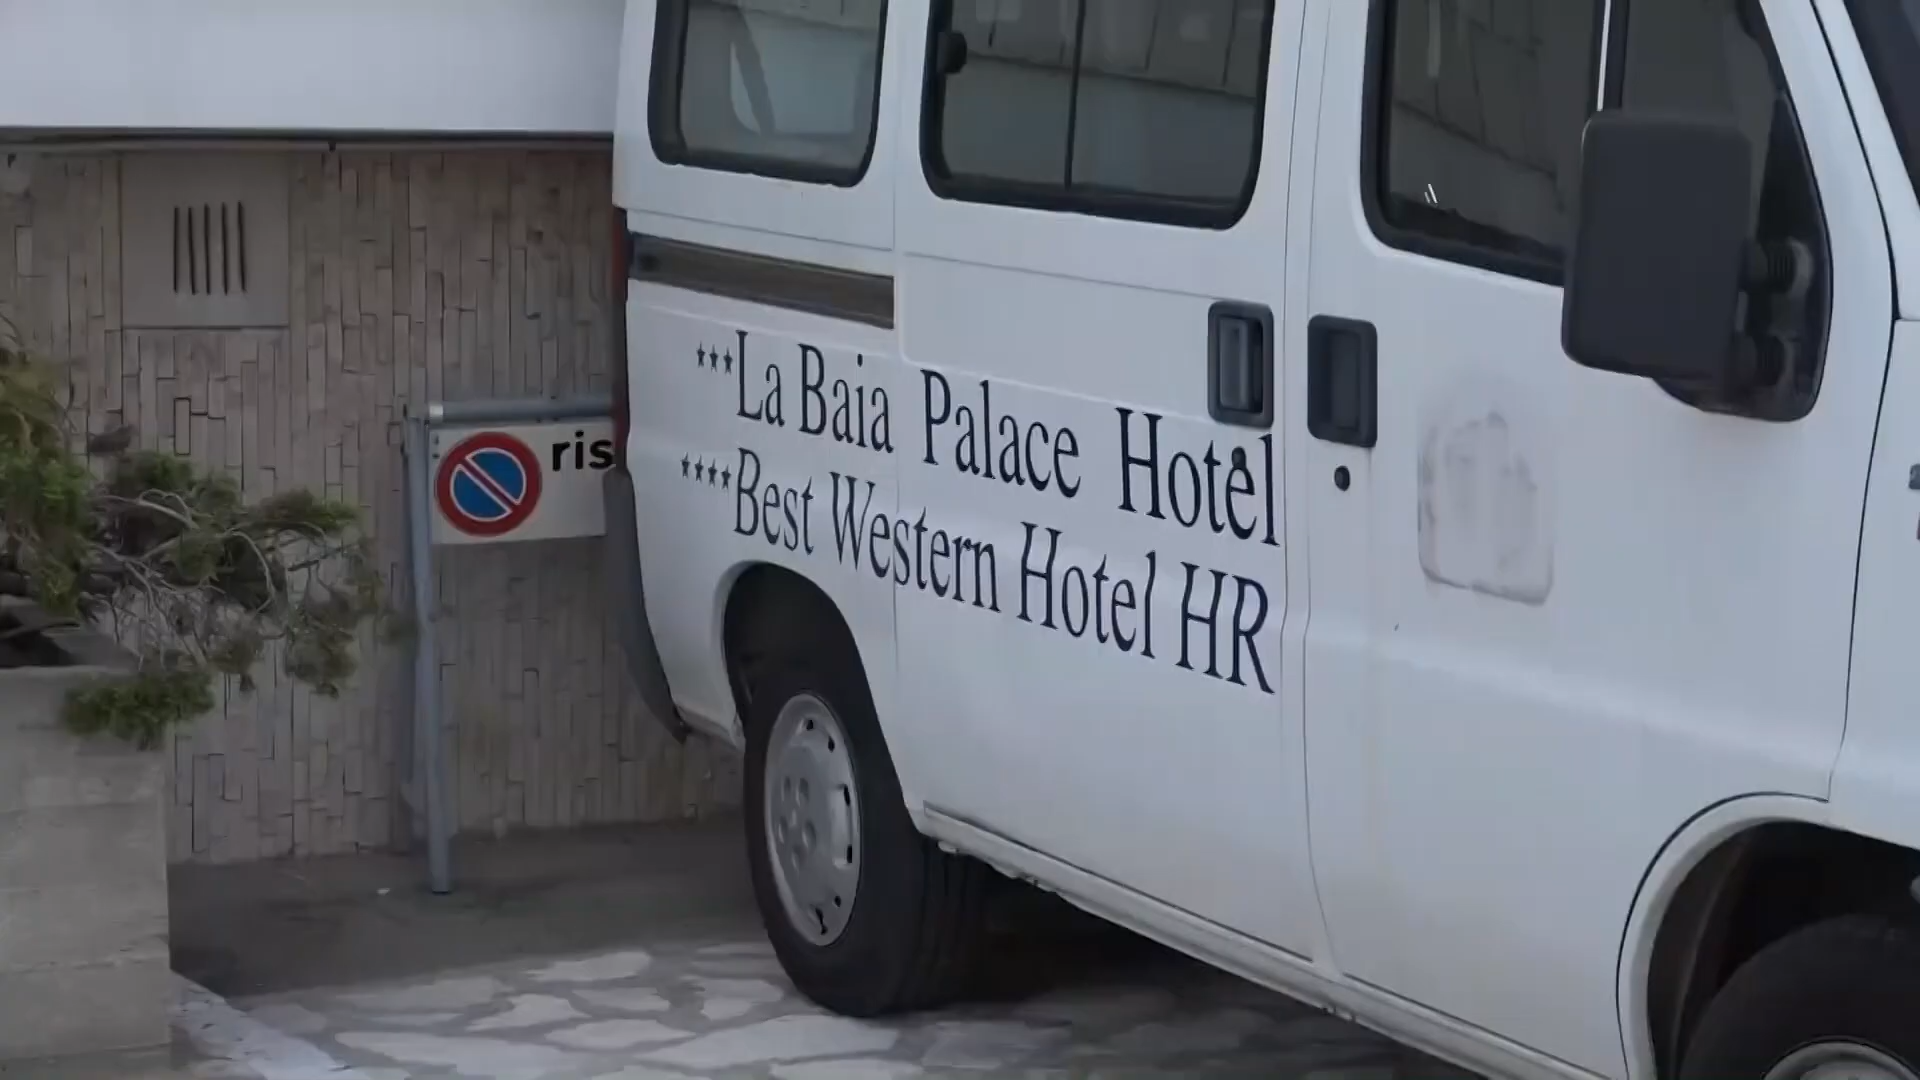 ris
***La Baia Palace Hotel
****Best Western Hotel HR